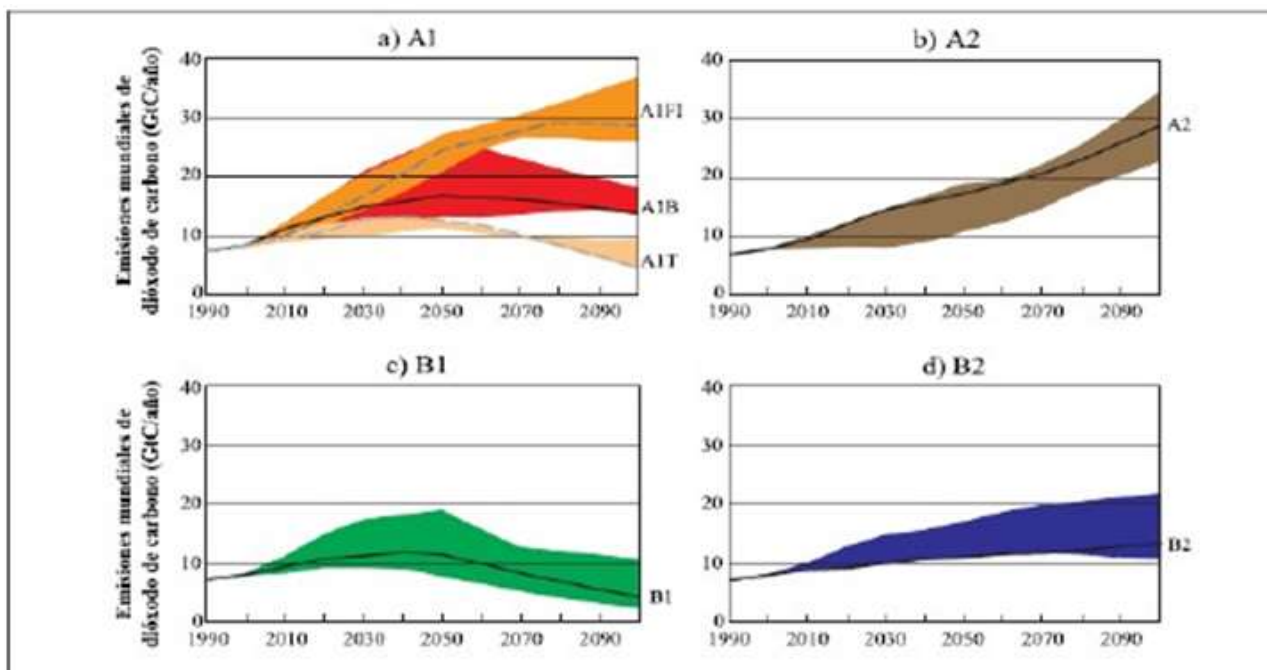 a) A1
Emisiones mundiales de
dióxodo de carbono (GtC/año)
40
30
20
10
0
1990 2010 2030 2050 2070 2090
A1FI
A1B
A1T
b) A2
40
30
20
10
0
1990 2010 2030 2050 2070 2090
A2
c) B1
Emisiones mundiales de
dióxodo de carbono (GtC/año)
40
30
20
10
0
1990 2010 2030 2050 2070 2090
B1
d) B2
40
30
20
10
0
1990 2010 2030 2050 2070 2090
B2